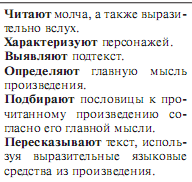 Читают молча, а также вырази-
тельно вслух.
Характеризуют персонажей.
Выявляют подтекст.
Определяют главную мысль
произведения.
Подбирают пословицы к про-
читанному произведению со-
гласно его главной мысли.
Пересказывают текст, исполь-
зуя выразительные языковые
средства из произведения.